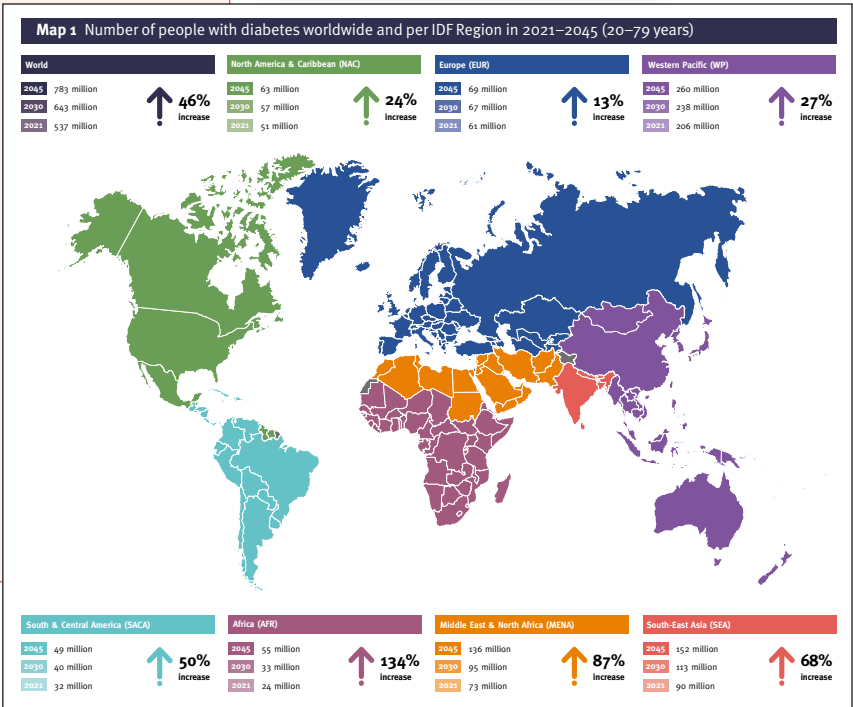 Map 1 Number of people with diabetes worldwide and per IDF Region in 2021–2045 (20–79 years)
World
2045 783 million
2030 643 million
2021 537 million
46%
increase
North America & Caribbean (NAC)
2045 63 million
2030 57 million
2021 51 million
24%
increase
Europe (EUR)
2045 69 million
2030 67 million
2021 61 million
13%
increase
Western Pacific (WP)
2045 260 million
2030 238 million
2021 206 million
27%
increase
South & Central America (SACA)
2045 49 million
2030 40 million
2021 32 million
50%
increase
Africa (AFR)
2045 55 million
2030 33 million
2021 24 million
134%
increase
Middle East & North Africa (MENA)
2045 136 million
2030 95 million
2021 73 million
87%
increase
South-East Asia (SEA)
2045 152 million
2030 113 million
2021 90 million
68%
increase